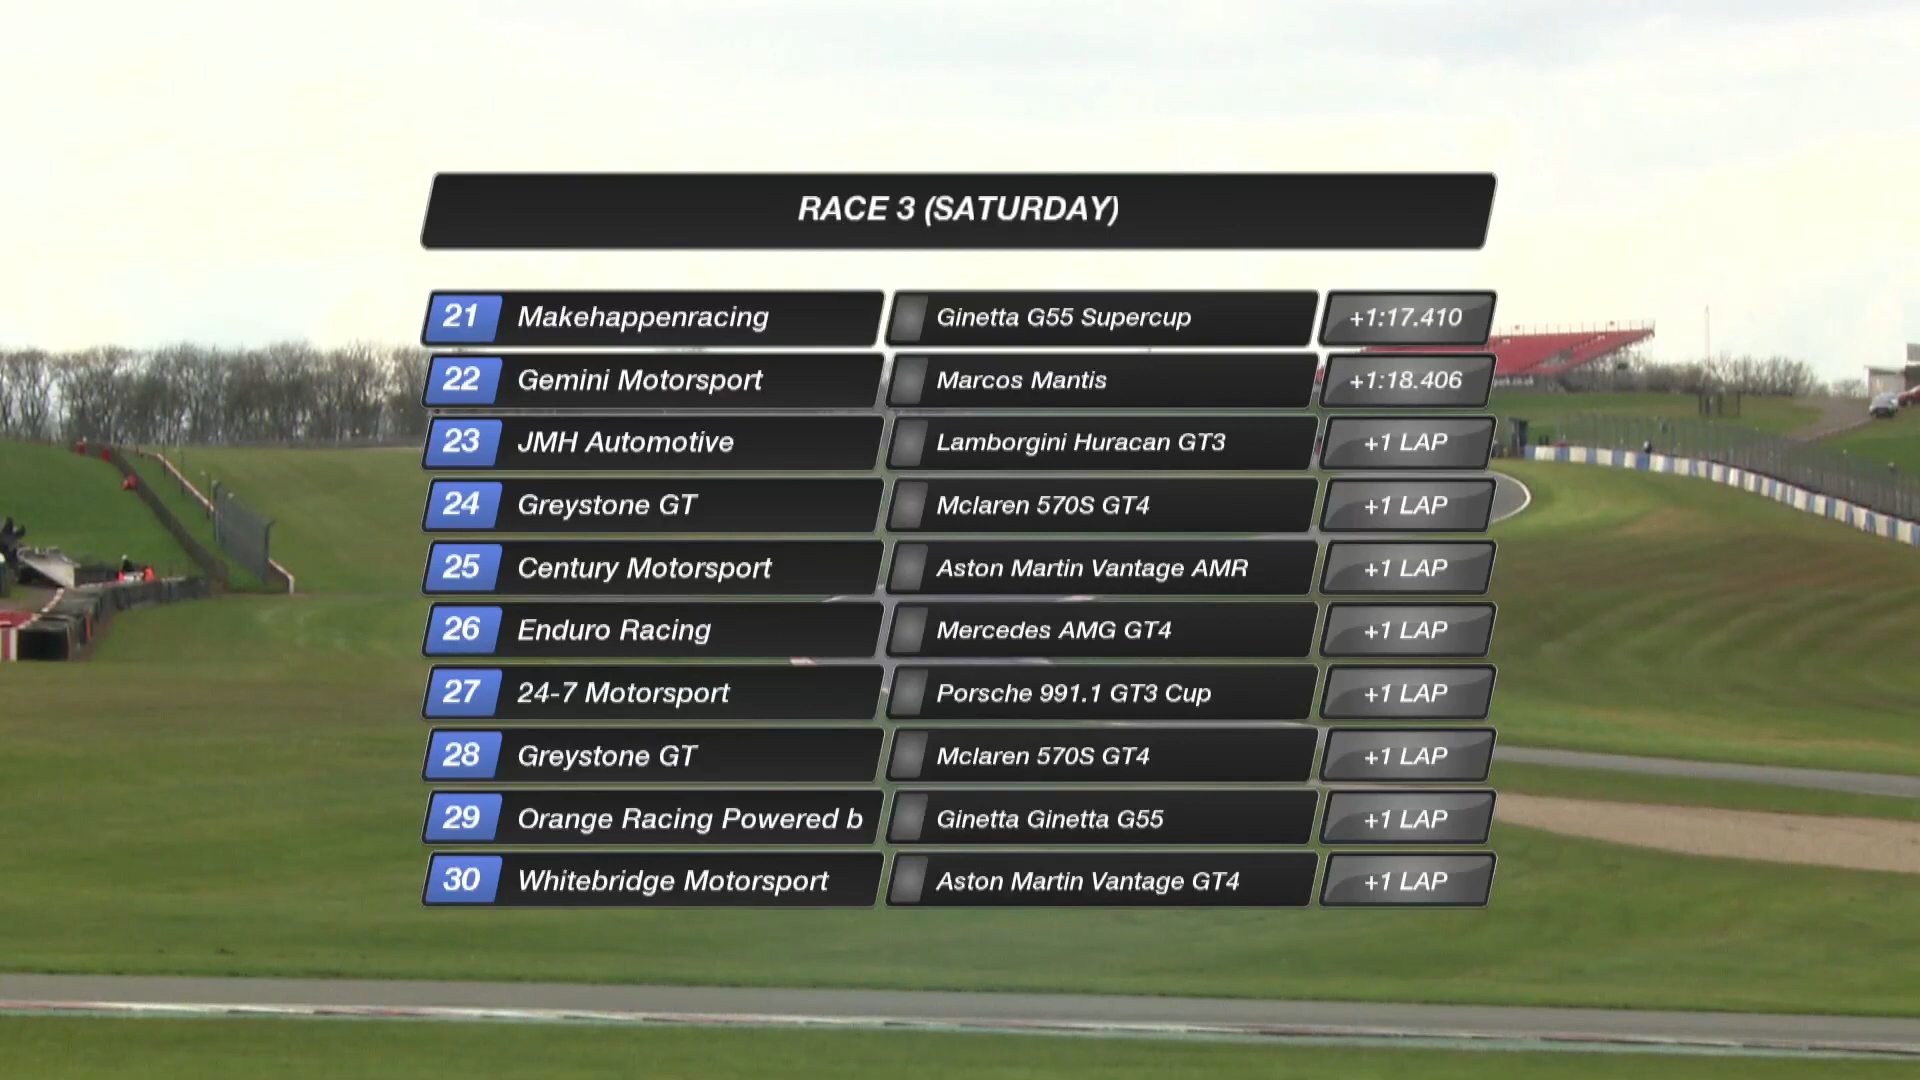 RACE 3 (SATURDAY)
21 Makehappenracing Ginetta G55 Supercup +1:17.410
22 Gemini Motorsport Marcos Mantis +1:18.406
23 JMH Automotive Lamborgini Huracan GT3 +1 LAP
24 Greystone GT Mclaren 570S GT4 +1 LAP
25 Century Motorsport Aston Martin Vantage AMR +1 LAP
26 Enduro Racing Mercedes AMG GT4 +1 LAP
27 24-7 Motorsport Porsche 991.1 GT3 Cup +1 LAP
28 Greystone GT Mclaren 570S GT4 +1 LAP
29 Orange Racing Powered b Ginetta Ginetta G55 +1 LAP
30 Whitebridge Motorsport Aston Martin Vantage GT4 +1 LAP